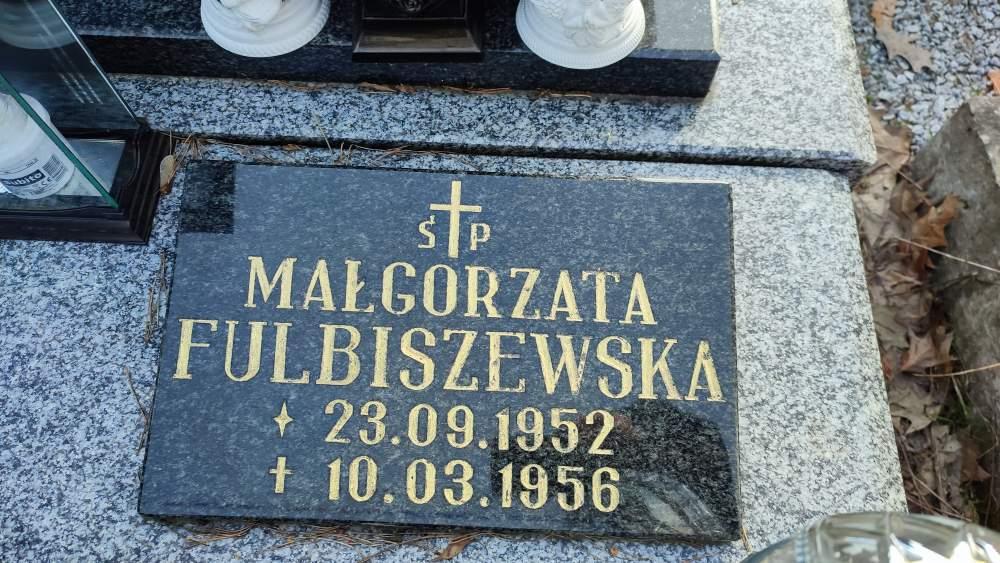 Ś P
MAŁGORZATA
FULBISZEWSKA
23.09.1952
10.03.1956